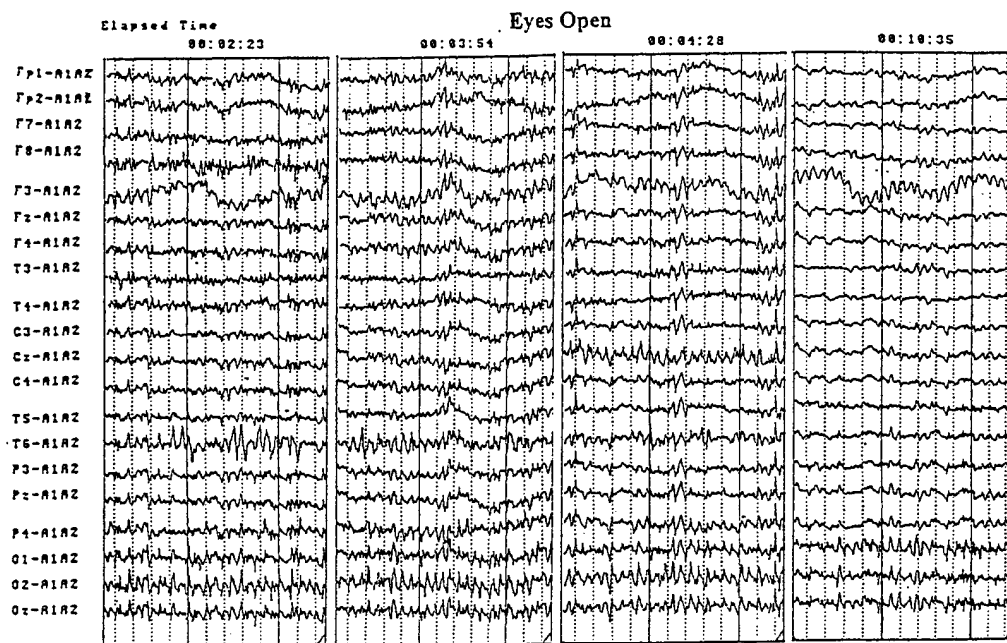 Elapsed Time
Eyes Open
00:02:23 00:03:54 00:04:28 00:10:35
Fp1-A1A2
Fp2-A1A2
F7-A1A2
F8-A1A2
F3-A1A2
Fz-A1A2
F4-A1A2
T3-A1A2
T4-A1A2
C3-A1A2
Cz-A1A2
C4-A1A2
T5-A1A2
T6-A1A2
P3-A1A2
Pz-A1A2
P4-A1A2
O1-A1A2
O2-A1A2
Oz-A1A2